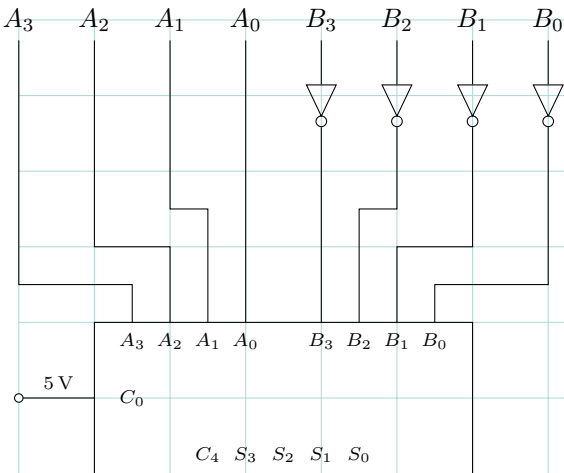 A₃ A₂ A₁ A₀ B₃ B₂ B₁ B₀
A₃ A₂ A₁ A₀ B₃ B₂ B₁ B₀
5 V
C₀
C₄ S₃ S₂ S₁ S₀